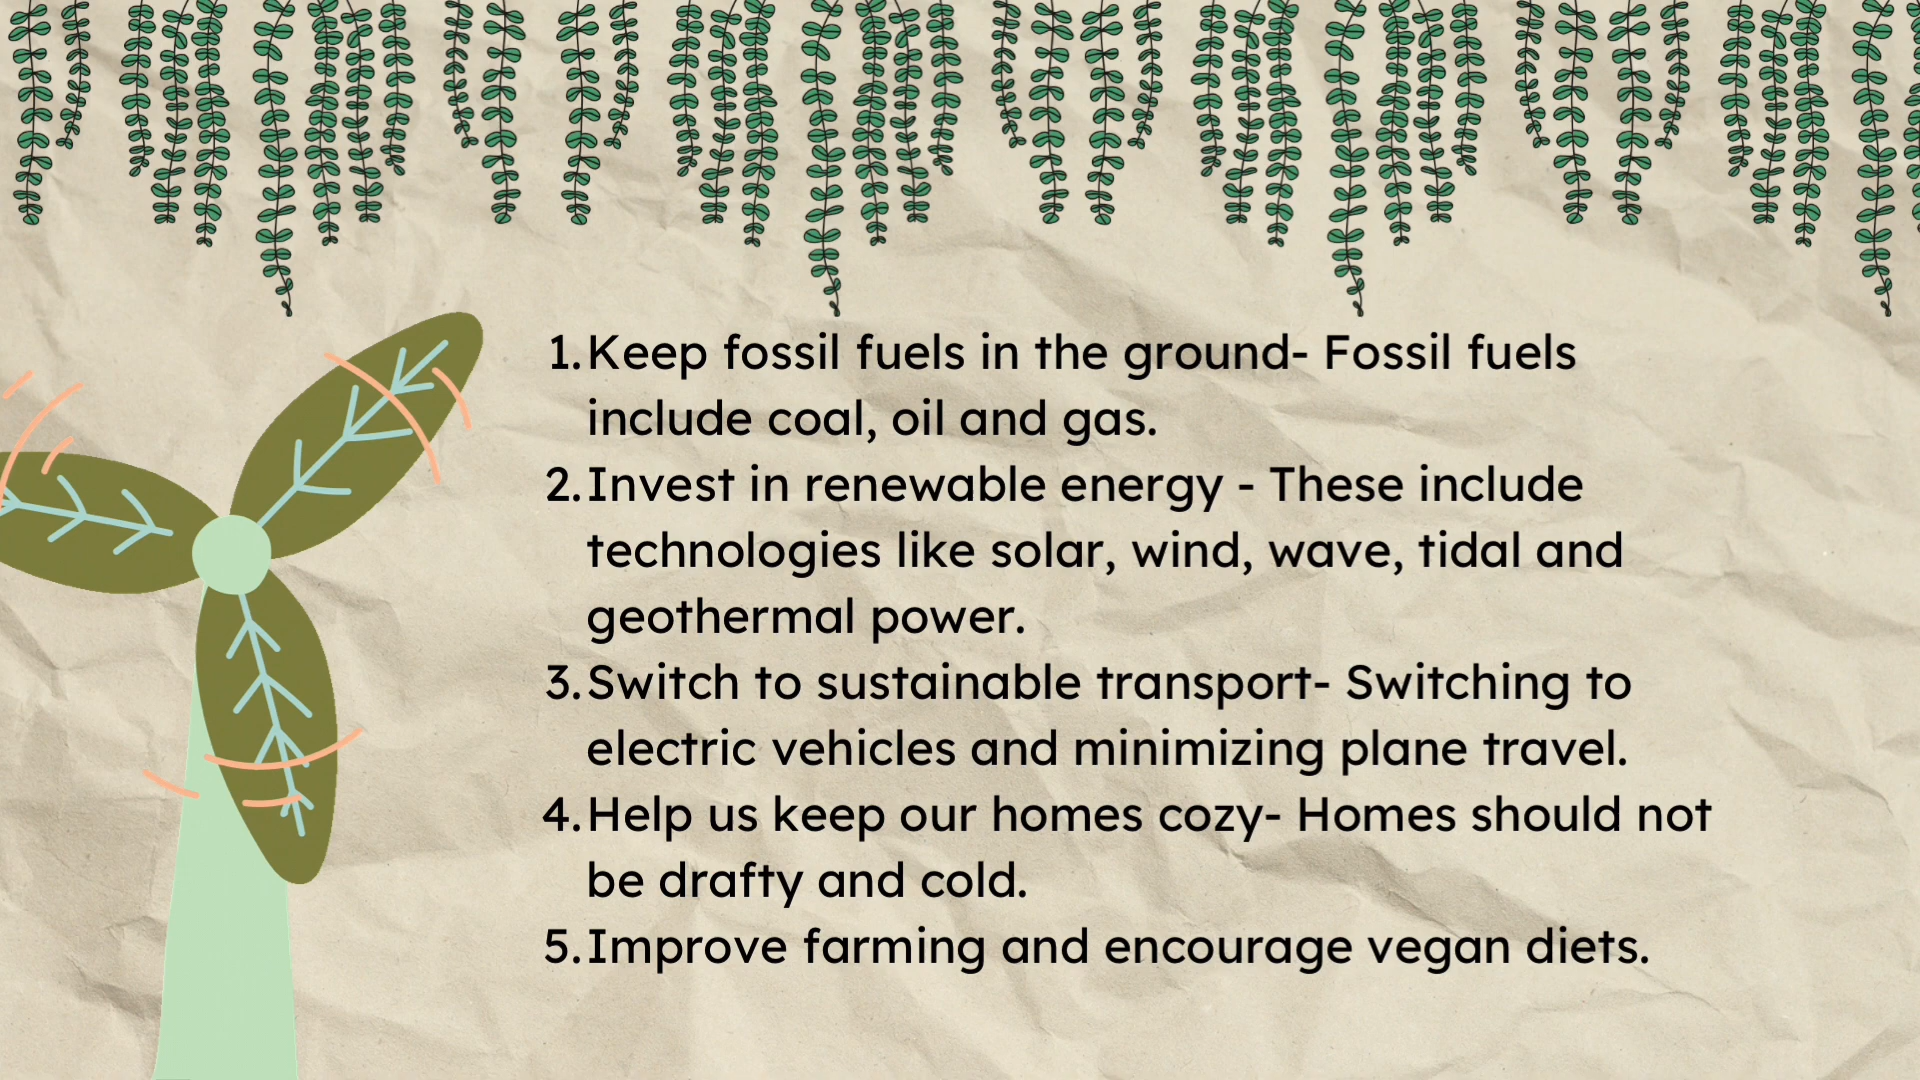 1. Keep fossil fuels in the ground- Fossil fuels
include coal, oil and gas.
2. Invest in renewable energy - These include
technologies like solar, wind, wave, tidal and
geothermal power.
3. Switch to sustainable transport- Switching to
electric vehicles and minimizing plane travel.
4. Help us keep our homes cozy- Homes should not
be drafty and cold.
5. Improve farming and encourage vegan diets.